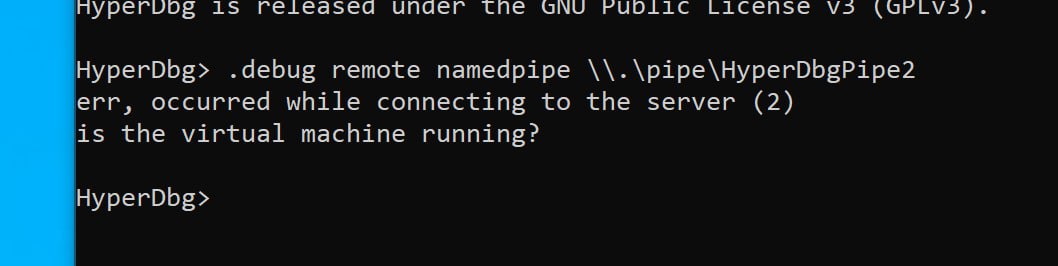 HyperDbg is released under the GNU Public License v3 (GPLv3).
HyperDbg> .debug remote namedpipe \\.\pipe\HyperDbgPipe2
err, occurred while connecting to the server (2)
is the virtual machine running?
HyperDbg>